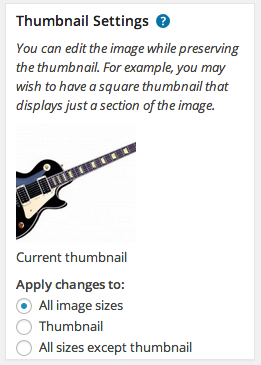 Thumbnail Settings ?
You can edit the image while preserving
the thumbnail. For example, you may
wish to have a square thumbnail that
displays just a section of the image.
Current thumbnail
Apply changes to:
All image sizes
Thumbnail
All sizes except thumbnail